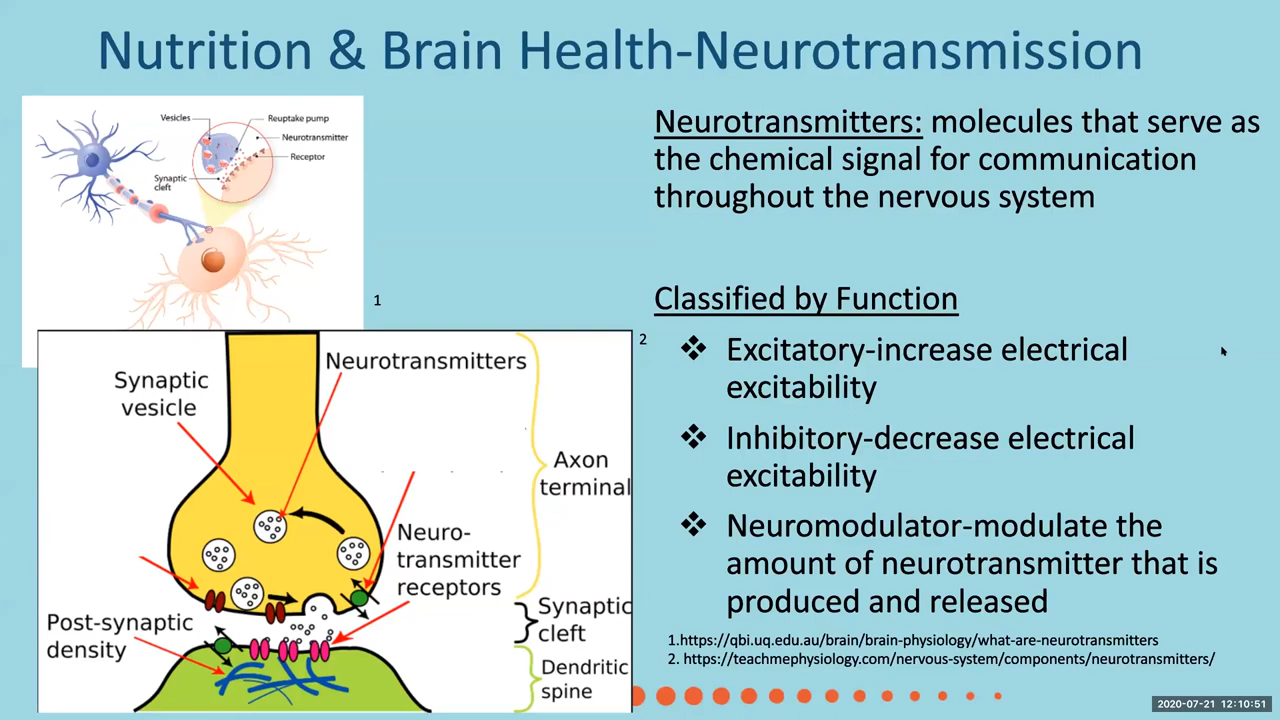 Nutrition & Brain Health-Neurotransmission
Vesicles
Reuptake pump
Neurotransmitter
Receptor
Synaptic
cleft
1
Neurotransmitters
Synaptic
vesicle
Axon
terminal
Neuro-
transmitter
receptors
Synaptic
cleft
Post-synaptic
density
Dendritic
spine
2
Neurotransmitters: molecules that serve as
the chemical signal for communication
throughout the nervous system
Classified by Function
❖ Excitatory-increase electrical
excitability
❖ Inhibitory-decrease electrical
excitability
❖ Neuromodulator-modulate the
amount of neurotransmitter that is
produced and released
1.https://qbi.uq.edu.au/brain/brain-physiology/what-are-neurotransmitters
2. https://teachmephysiology.com/nervous-system/components/neurotransmitters/
2020-07-21 12:10:51